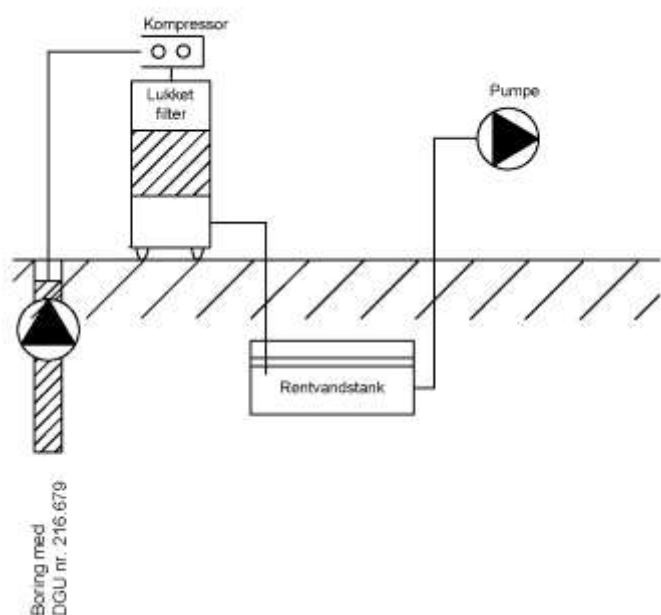 Kompressor
Lukket
filter
Pumpe
Rentvandstank
Boring med
DGU nr. 216.679